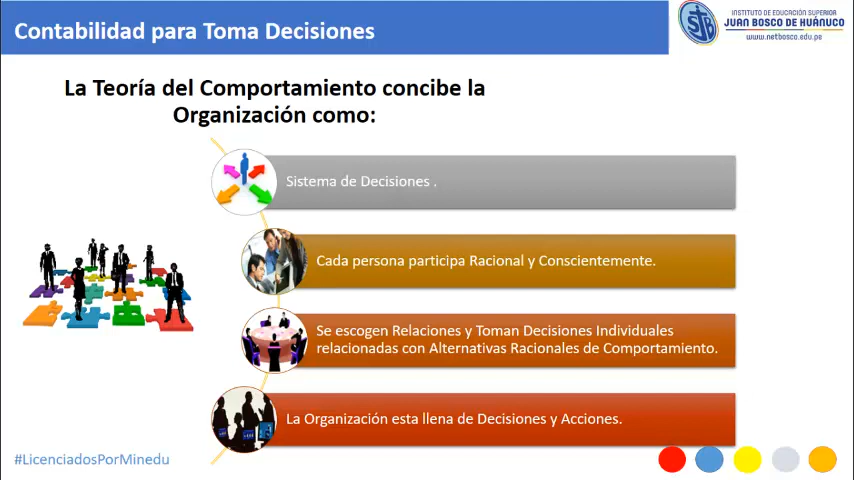 Contabilidad para Toma Decisiones
INSTITUTO DE EDUCACIÓN SUPERIOR
JUAN BOSCO DE HUÁNUCO
www.netbosco.edu.pe
La Teoría del Comportamiento concibe la
Organización como:
Sistema de Decisiones .
Cada persona participa Racional y Conscientemente.
Se escogen Relaciones y Toman Decisiones Individuales
relacionadas con Alternativas Racionales de Comportamiento.
La Organización esta llena de Decisiones y Acciones.
#LicenciadosPorMinedu